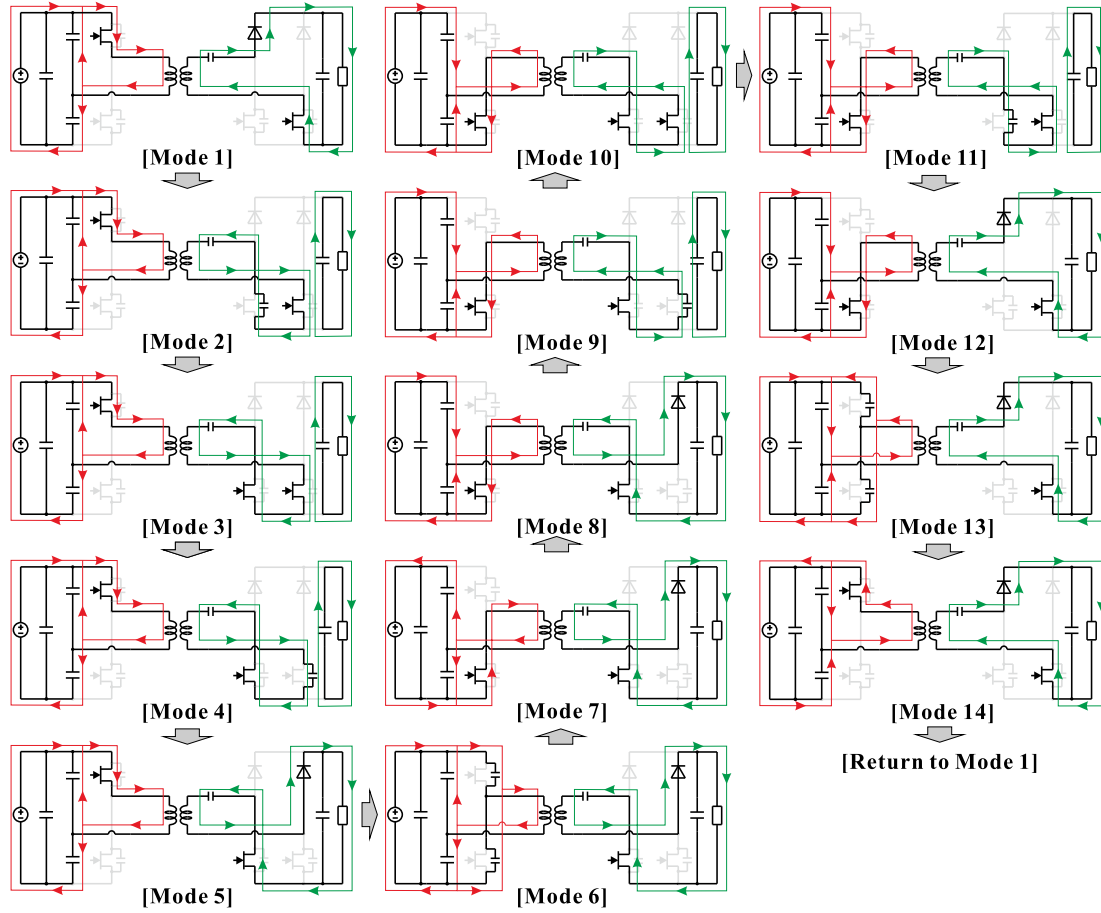 [Mode 1]
[Mode 10]
[Mode 11]
[Mode 2]
[Mode 9]
[Mode 12]
[Mode 3]
[Mode 8]
[Mode 13]
[Mode 4]
[Mode 7]
[Mode 14]
[Return to Mode 1]
[Mode 5]
[Mode 6]